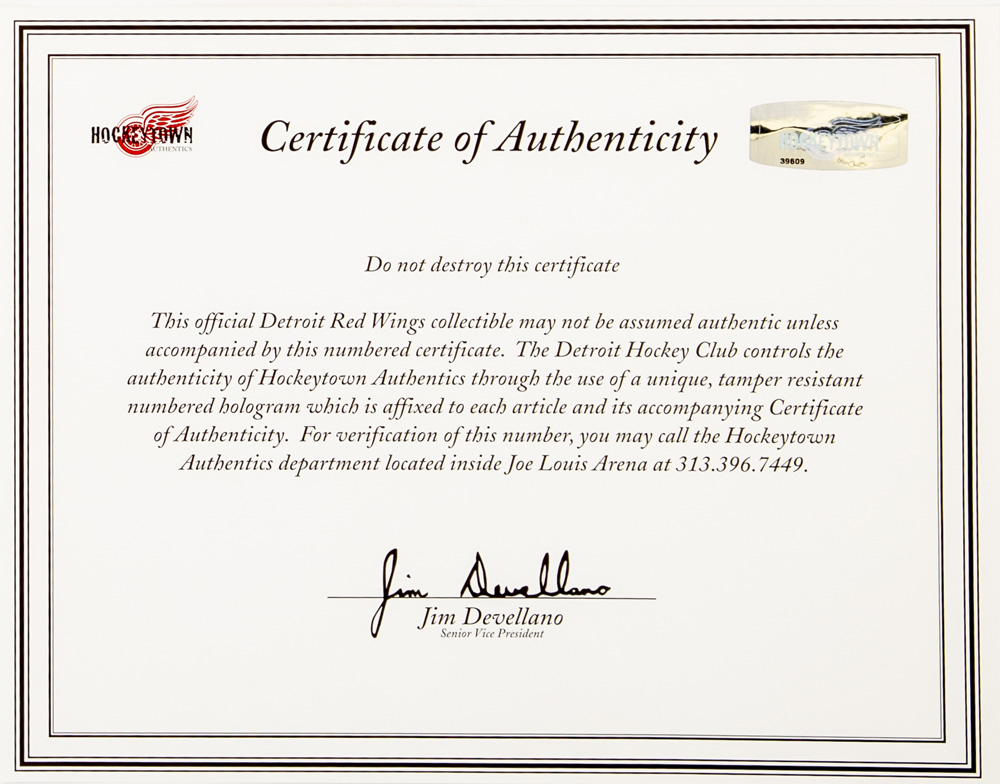 HOCKEYTOWN
AUTHENTICS
Certificate of Authenticity
HOCKEYTOWN
39609
Do not destroy this certificate
This official Detroit Red Wings collectible may not be assumed authentic unless
accompanied by this numbered certificate. The Detroit Hockey Club controls the
authenticity of Hockeytown Authentics through the use of a unique, tamper resistant
numbered hologram which is affixed to each article and its accompanying Certificate
of Authenticity. For verification of this number, you may call the Hockeytown
Authentics department located inside Joe Louis Arena at 313.396.7449.
Jim Devellano
Jim Devellano
Senior Vice President